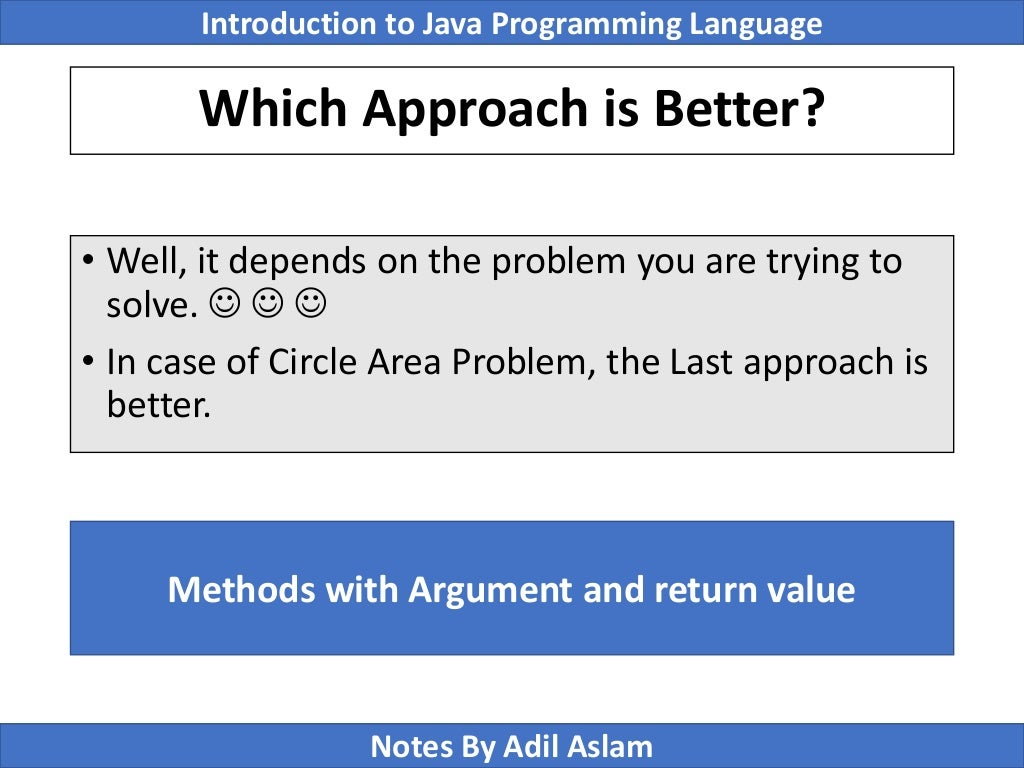 Introduction to Java Programming Language
Which Approach is Better?
• Well, it depends on the problem you are trying to
solve. ☺ ☺ ☺
• In case of Circle Area Problem, the Last approach is
better.
Methods with Argument and return value
Notes By Adil Aslam